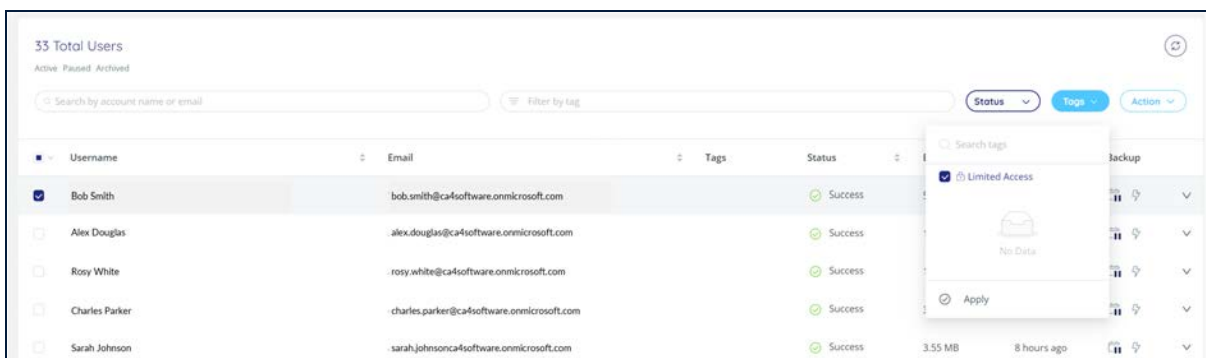 33 Total Users
Active Paused Archived
Search by account name or email
Filter by tag
Status
Tags
Action
Search tags
Username
Email
Tags
Status
Backup
Limited Access
Bob Smith
bob.smith@ca4software.onmicrosoft.com
Success
Alex Douglas
alex.douglas@ca4software.onmicrosoft.com
Success
No Data
Rosy White
rosy.white@ca4software.onmicrosoft.com
Success
Apply
Charles Parker
charles.parker@ca4software.onmicrosoft.com
Success
Sarah Johnson
sarah.johnsonca4software.onmicrosoft.com
Success
3.55 MB
8 hours ago